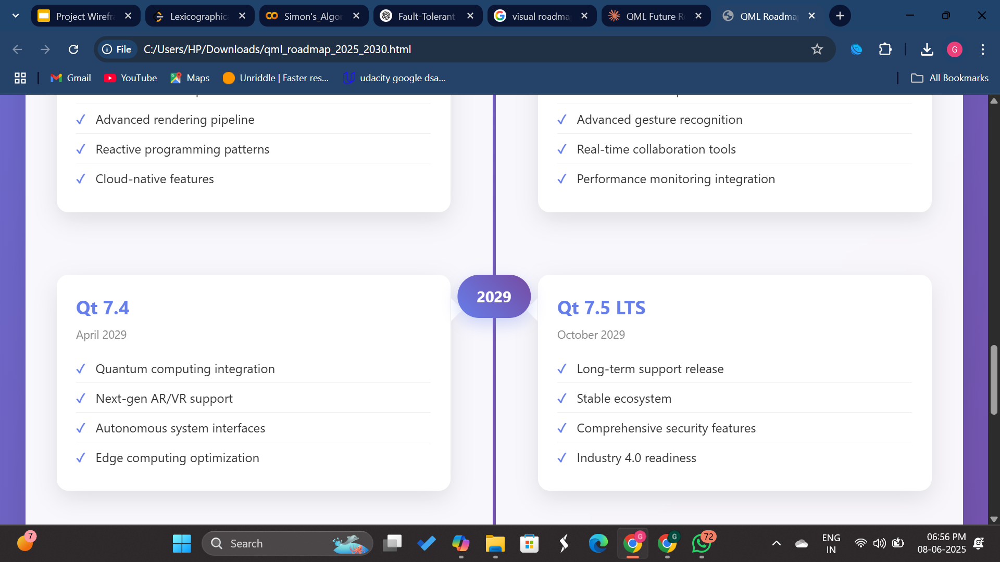 Project Wirefr
Lexicographica
Simon's_Algor
Fault-Tolerant
visual roadma
QML Future R
QML Roadma
File
C:/Users/HP/Downloads/qml_roadmap_2025_2030.html
G
Gmail
YouTube
Maps
Unriddle | Faster res...
udacity google dsa...
All Bookmarks
Advanced rendering pipeline
Reactive programming patterns
Cloud-native features
Advanced gesture recognition
Real-time collaboration tools
Performance monitoring integration
2029
Qt 7.4
April 2029
Quantum computing integration
Next-gen AR/VR support
Autonomous system interfaces
Edge computing optimization
Qt 7.5 LTS
October 2029
Long-term support release
Stable ecosystem
Comprehensive security features
Industry 4.0 readiness
7
Search
G
G
72
ENG
IN
06:56 PM
08-06-2025